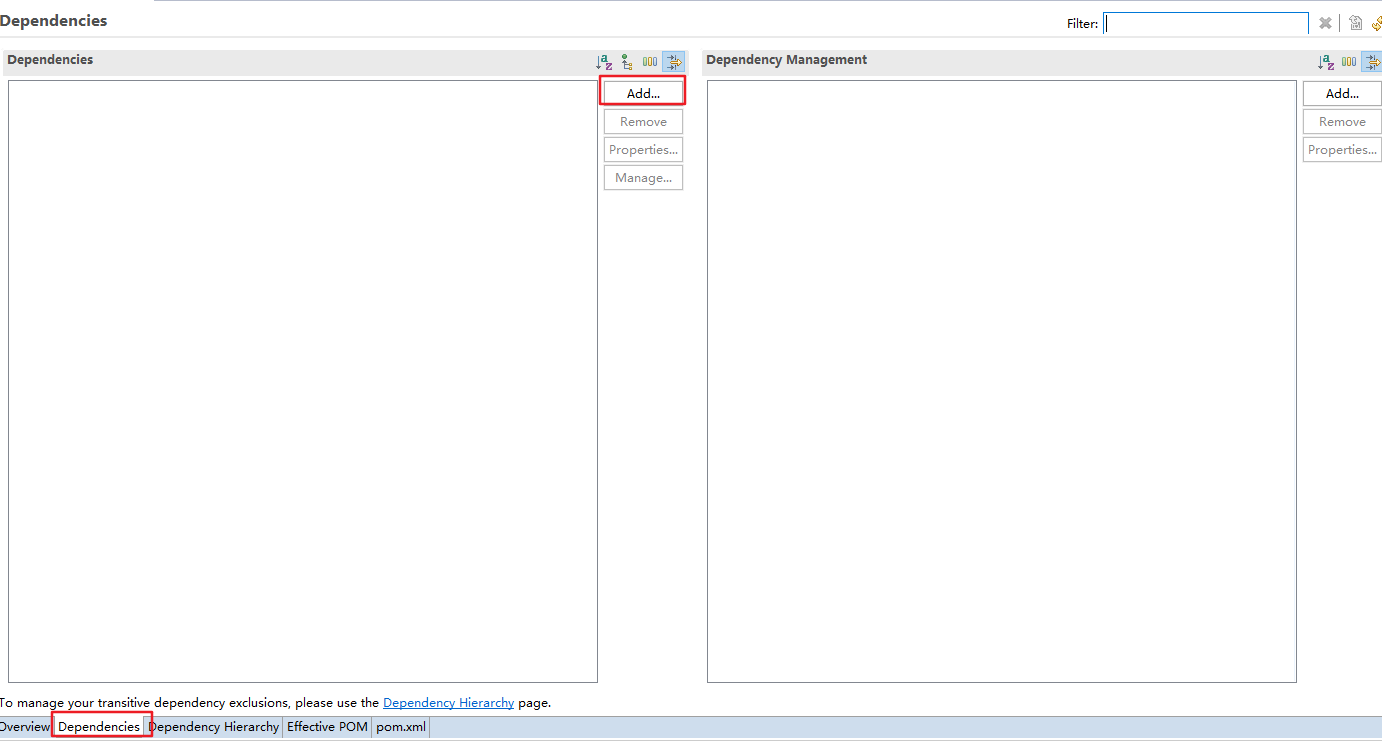 Dependencies
Filter:
Dependencies
Dependency Management
Add...
Remove
Properties...
Manage...
Add...
Remove
Properties...
To manage your transitive dependency exclusions, please use the Dependency Hierarchy page.
Overview Dependencies Dependency Hierarchy Effective POM pom.xml